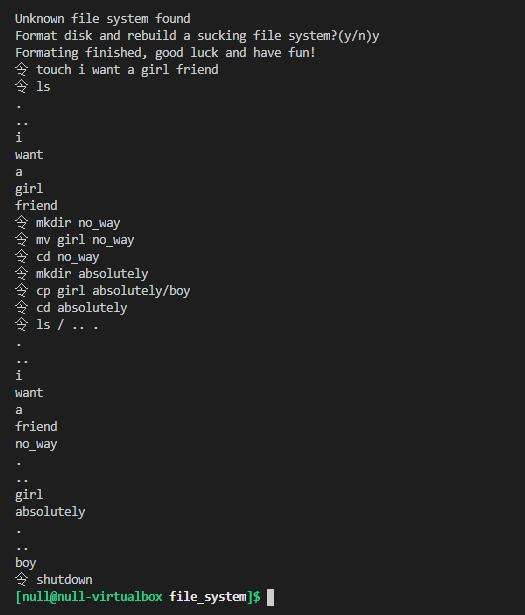 Unknown file system found
Format disk and rebuild a sucking file system?(y/n)y
Formating finished, good luck and have fun!
令 touch i want a girl friend
令 ls
.
..
i
want
a
girl
friend
令 mkdir no_way
令 mv girl no_way
令 cd no_way
令 mkdir absolutely
令 cp girl absolutely/boy
令 cd absolutely
令 ls / .. .
.
..
i
want
a
friend
no_way
.
..
girl
absolutely
.
..
boy
令 shutdown
[null@null-virtualbox file_system]$